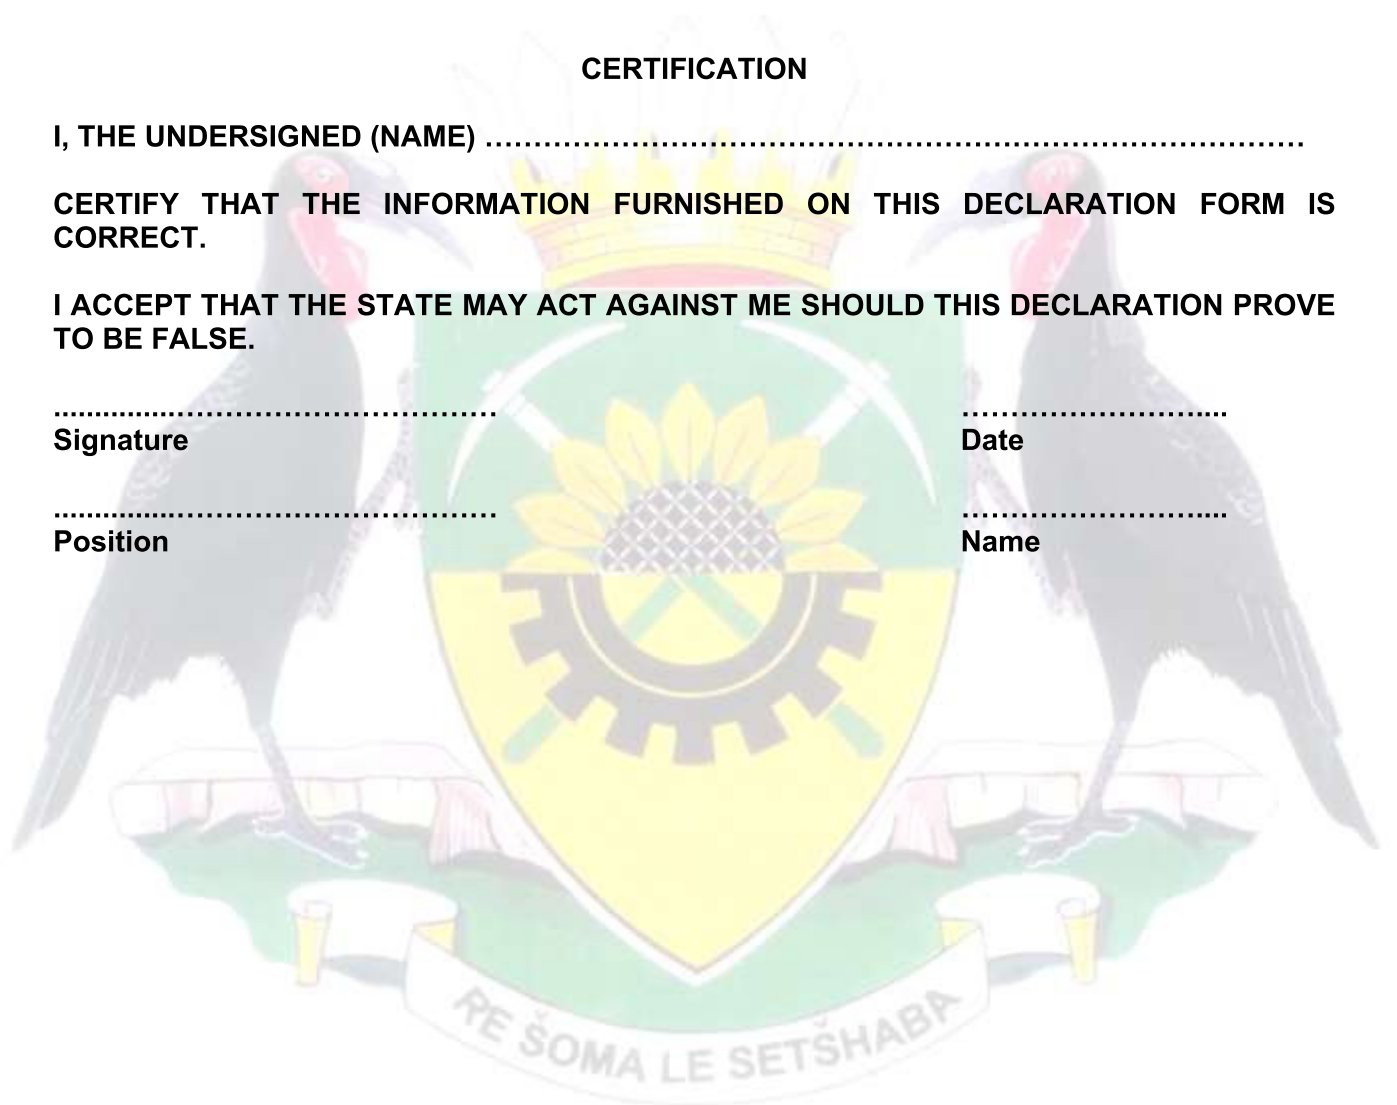 CERTIFICATION
I, THE UNDERSIGNED (NAME) ……………………………………………………………………………
CERTIFY THAT THE INFORMATION FURNISHED ON THIS DECLARATION FORM IS
CORRECT.
I ACCEPT THAT THE STATE MAY ACT AGAINST ME SHOULD THIS DECLARATION PROVE
TO BE FALSE.
...............…………………………… ……………………....
Signature Date
...............…………………………… ……………………....
Position Name
RE ŠOMA LE SETŠHABA